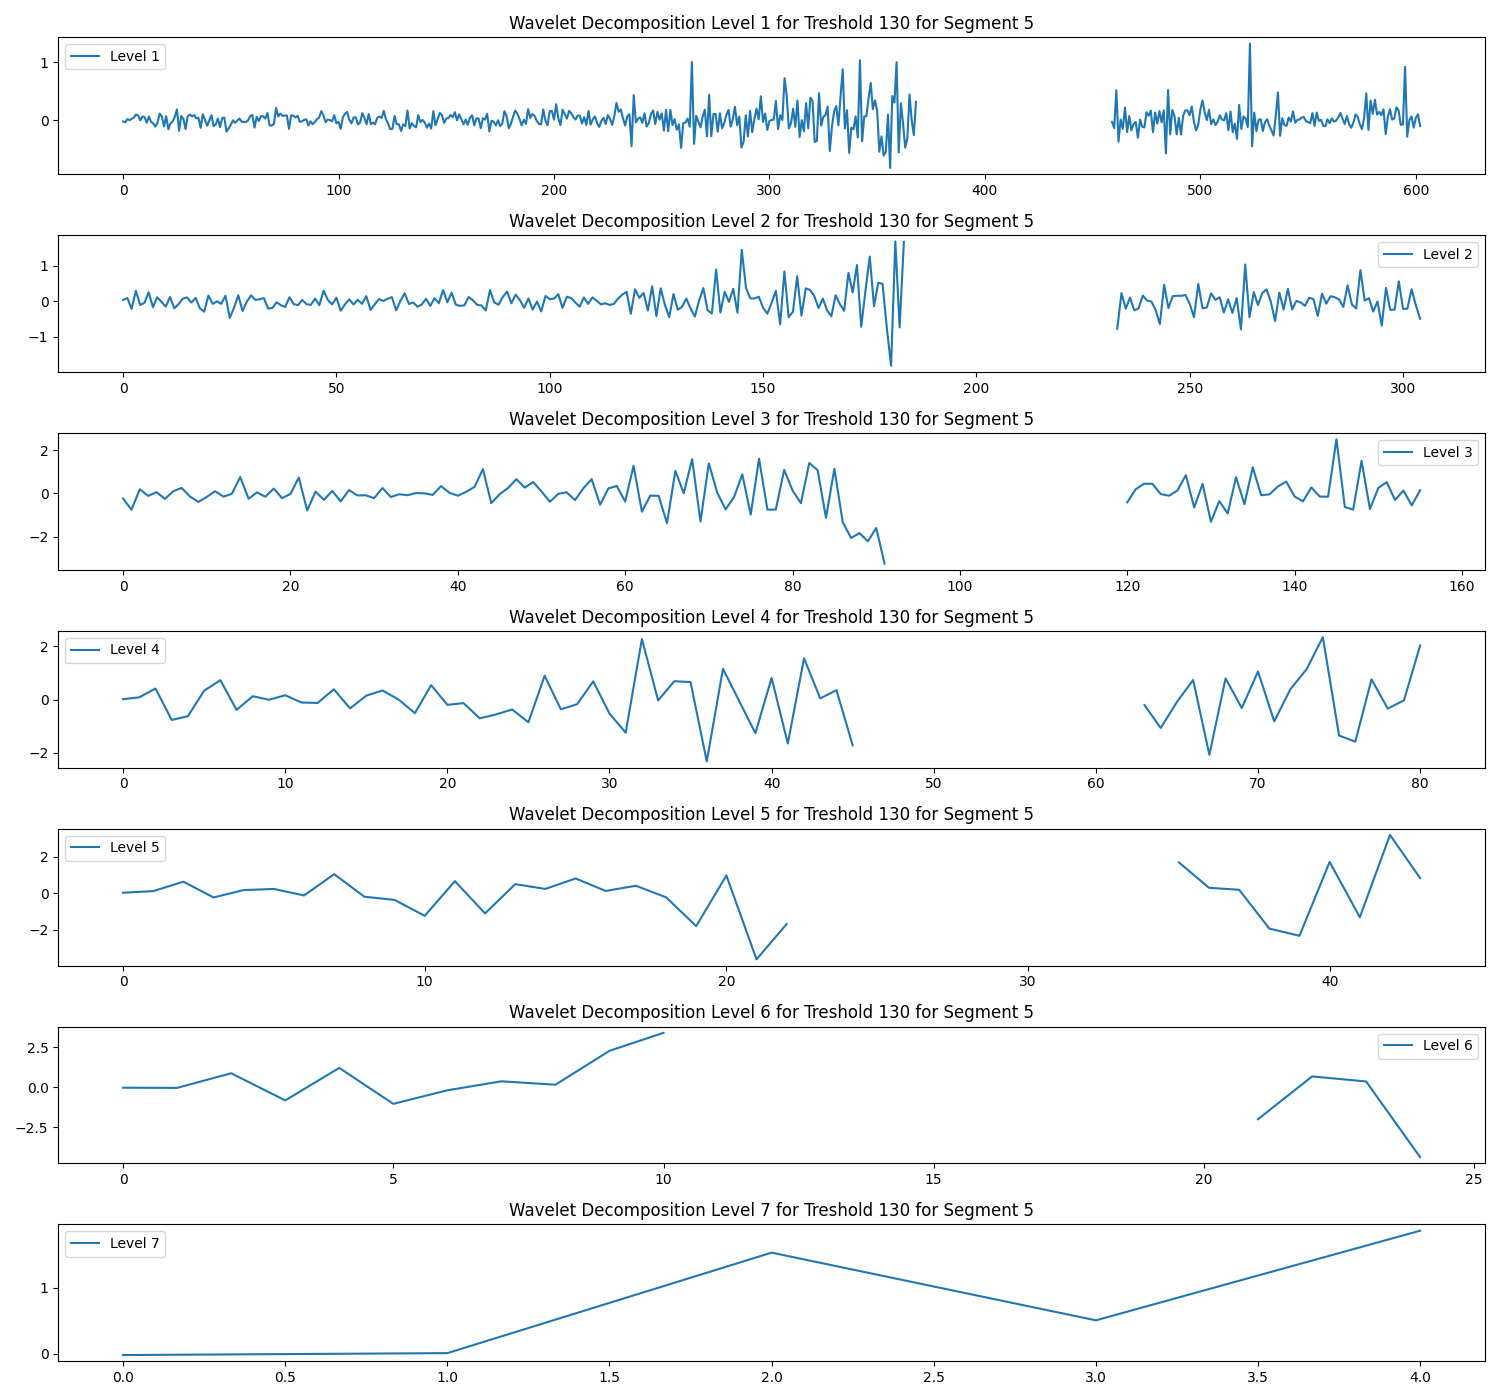 Wavelet Decomposition Level 1 for Treshold 130 for Segment 5
Level 1
1
0
0 100 200 300 400 500 600
Wavelet Decomposition Level 2 for Treshold 130 for Segment 5
Level 2
1
0
−1
0 50 100 150 200 250 300
Wavelet Decomposition Level 3 for Treshold 130 for Segment 5
Level 3
2
0
−2
0 20 40 60 80 100 120 140 160
Wavelet Decomposition Level 4 for Treshold 130 for Segment 5
Level 4
2
0
−2
0 10 20 30 40 50 60 70 80
Wavelet Decomposition Level 5 for Treshold 130 for Segment 5
Level 5
2
0
−2
0 10 20 30 40
Wavelet Decomposition Level 6 for Treshold 130 for Segment 5
Level 6
2.5
0.0
−2.5
0 5 10 15 20 25
Wavelet Decomposition Level 7 for Treshold 130 for Segment 5
Level 7
1
0
0.0 0.5 1.0 1.5 2.0 2.5 3.0 3.5 4.0